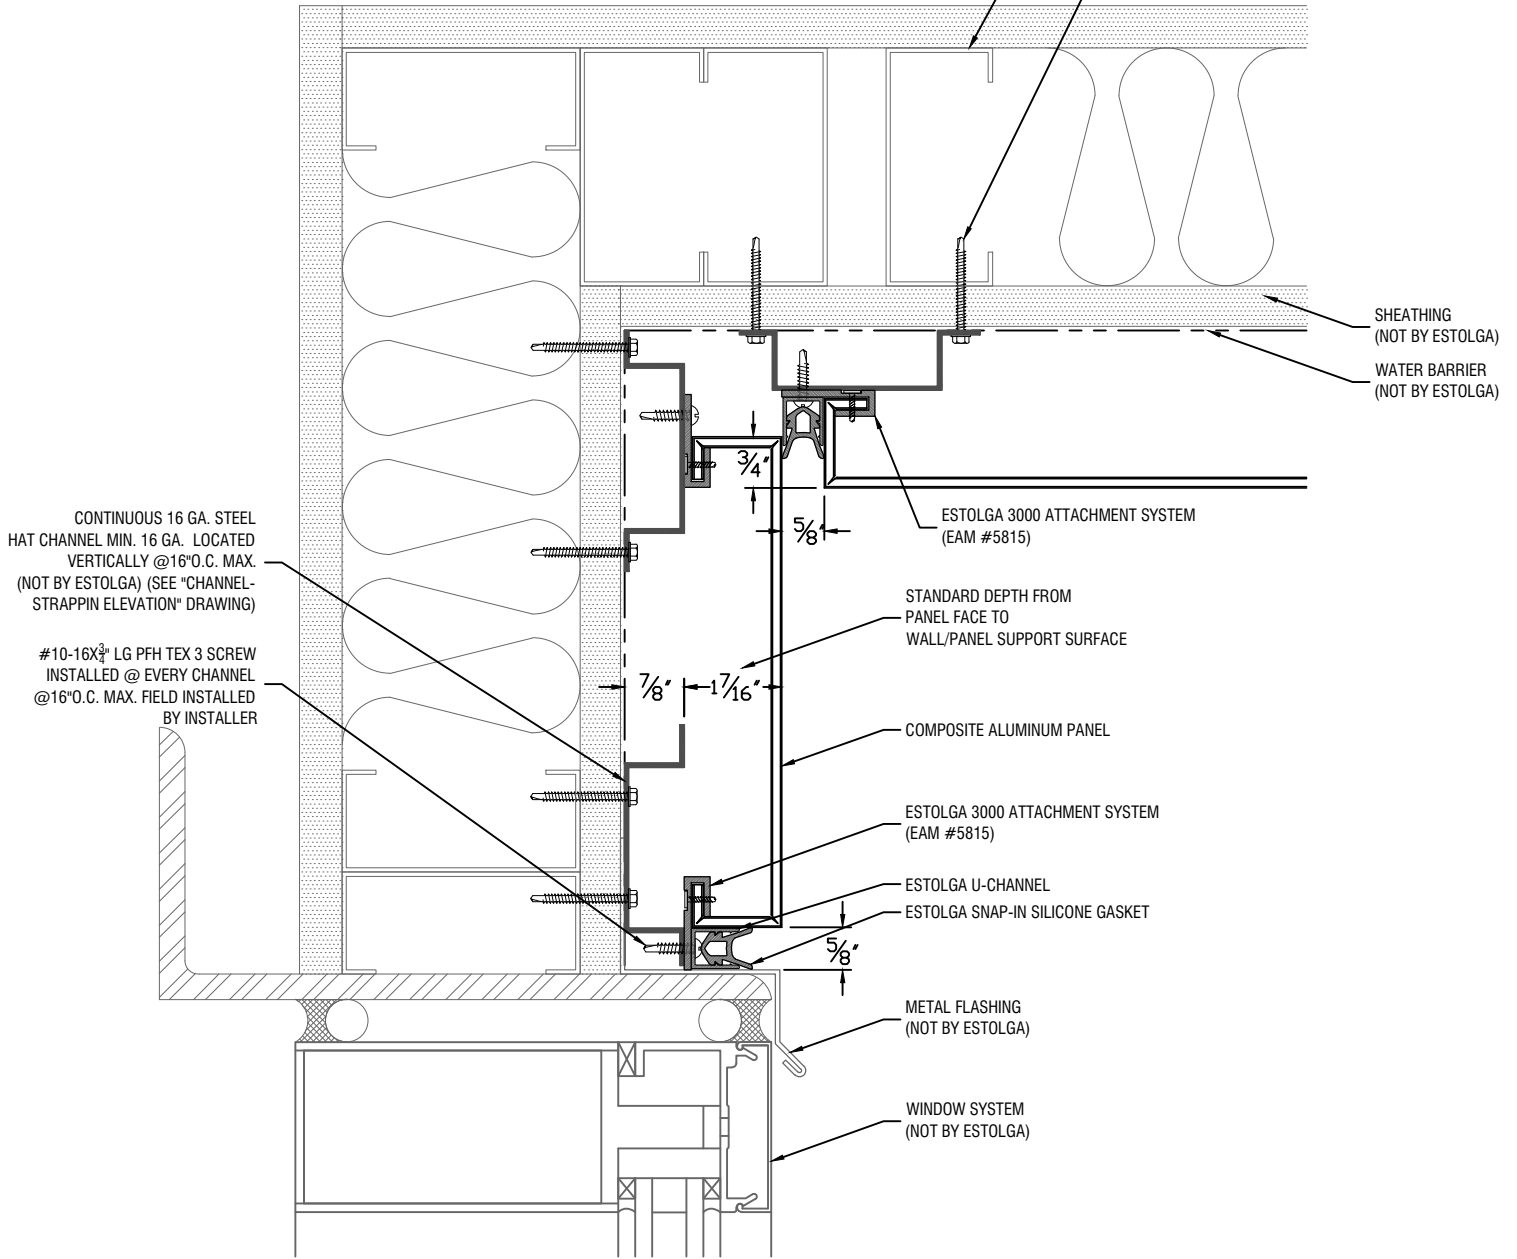 SHEATHING
(NOT BY ESTOLGA)
WATER BARRIER
(NOT BY ESTOLGA)
3/4"
5/8"
ESTOLGA 3000 ATTACHMENT SYSTEM
(EAM #5815)
CONTINUOUS 16 GA. STEEL
HAT CHANNEL MIN. 16 GA. LOCATED
VERTICALLY @16"O.C. MAX.
(NOT BY ESTOLGA) (SEE "CHANNEL-
STRAPPIN ELEVATION" DRAWING)
STANDARD DEPTH FROM
PANEL FACE TO
WALL/PANEL SUPPORT SURFACE
#10-16X3/4" LG PFH TEX 3 SCREW
INSTALLED @ EVERY CHANNEL
@16"O.C. MAX. FIELD INSTALLED
BY INSTALLER
7/8"
1 7/16"
COMPOSITE ALUMINUM PANEL
ESTOLGA 3000 ATTACHMENT SYSTEM
(EAM #5815)
ESTOLGA U-CHANNEL
ESTOLGA SNAP-IN SILICONE GASKET
5/8"
METAL FLASHING
(NOT BY ESTOLGA)
WINDOW SYSTEM
(NOT BY ESTOLGA)